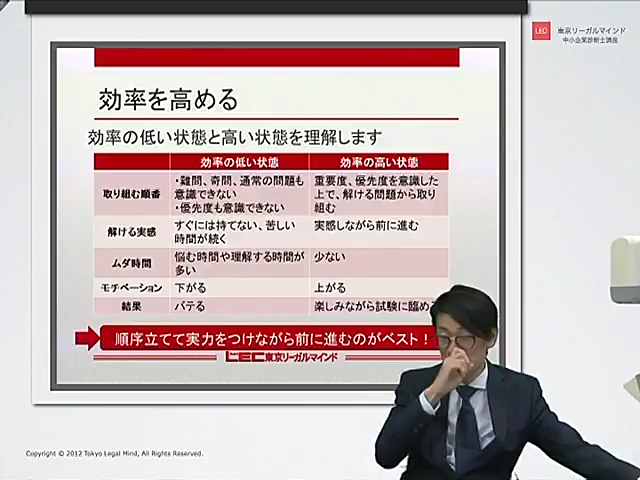 LEC 東京リーガルマインド
中小企業診断士講座
効率を高める
効率の低い状態と高い状態を理解します
効率の低い状態 効率の高い状態
取り組む順番
・難問、奇問、通常の問題も
意識できない
・優先度も意識できない
重要度、優先度を意識した
上で、解ける問題から取り
組む
解ける実感
すぐには持てない、苦しい
時間が続く
実感しながら前に進む
ムダ時間
悩む時間や理解する時間が
多い
少ない
モチベーション 下がる 上がる
結果 バテる 楽しみながら試験に臨め
順序立てて実力をつけながら前に進むのがベスト！
LEC東京リーガルマインド
Copyright © 2012 Tokyo Legal Mind, All Rights Reserved.